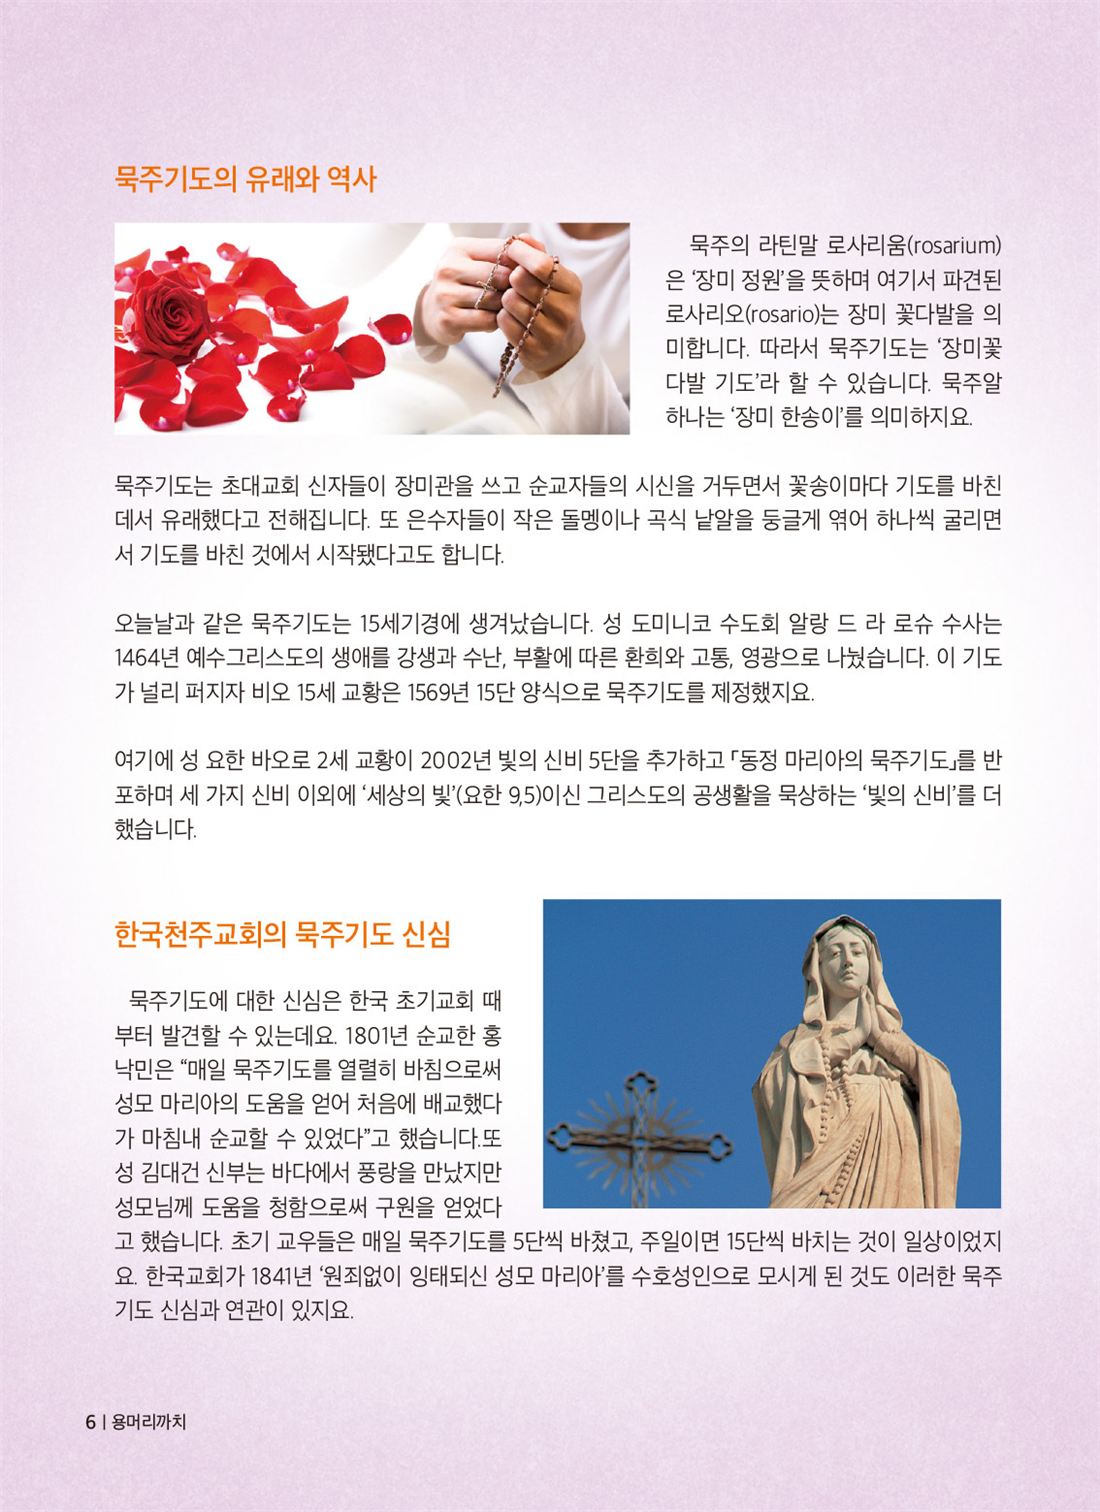 묵주기도의 유래와 역사
묵주의 라틴말 로사리움(rosarium)
은 ‘장미 정원’을 뜻하며 여기서 파견된
로사리오(rosario)는 장미 꽃다발을 의
미합니다. 따라서 묵주기도는 ‘장미꽃
다발 기도’라 할 수 있습니다. 묵주알
하나는 ‘장미 한송이’를 의미하지요.
묵주기도는 초대교회 신자들이 장미관을 쓰고 순교자들의 시신을 거두면서 꽃송이마다 기도를 바친
데서 유래했다고 전해집니다. 또 은수자들이 작은 돌멩이나 곡식 낱알을 둥글게 엮어 하나씩 굴리면
서 기도를 바친 것에서 시작됐다고도 합니다.
오늘날과 같은 묵주기도는 15세기경에 생겨났습니다. 성 도미니코 수도회 알랑 드 라 로슈 수사는
1464년 예수그리스도의 생애를 강생과 수난, 부활에 따른 환희와 고통, 영광으로 나눴습니다. 이 기도
가 널리 퍼지자 비오 15세 교황은 1569년 15단 양식으로 묵주기도를 제정했지요.
여기에 성 요한 바오로 2세 교황이 2002년 빛의 신비 5단을 추가하고 「동정 마리아의 묵주기도」를 반
포하며 세 가지 신비 이외에 ‘세상의 빛’(요한 9,5)이신 그리스도의 공생활을 묵상하는 ‘빛의 신비’를 더
했습니다.
한국천주교회의 묵주기도 신심
묵주기도에 대한 신심은 한국 초기교회 때
부터 발견할 수 있는데요. 1801년 순교한 홍
낙민은 “매일 묵주기도를 열렬히 바침으로써
성모 마리아의 도움을 얻어 처음에 배교했다
가 마침내 순교할 수 있었다”고 했습니다.또
성 김대건 신부는 바다에서 풍랑을 만났지만
성모님께 도움을 청함으로써 구원을 얻었다
고 했습니다. 초기 교우들은 매일 묵주기도를 5단씩 바쳤고, 주일이면 15단씩 바치는 것이 일상이었지
요. 한국교회가 1841년 ‘원죄없이 잉태되신 성모 마리아’를 수호성인으로 모시게 된 것도 이러한 묵주
기도 신심과 연관이 있지요.
6 | 용머리까치